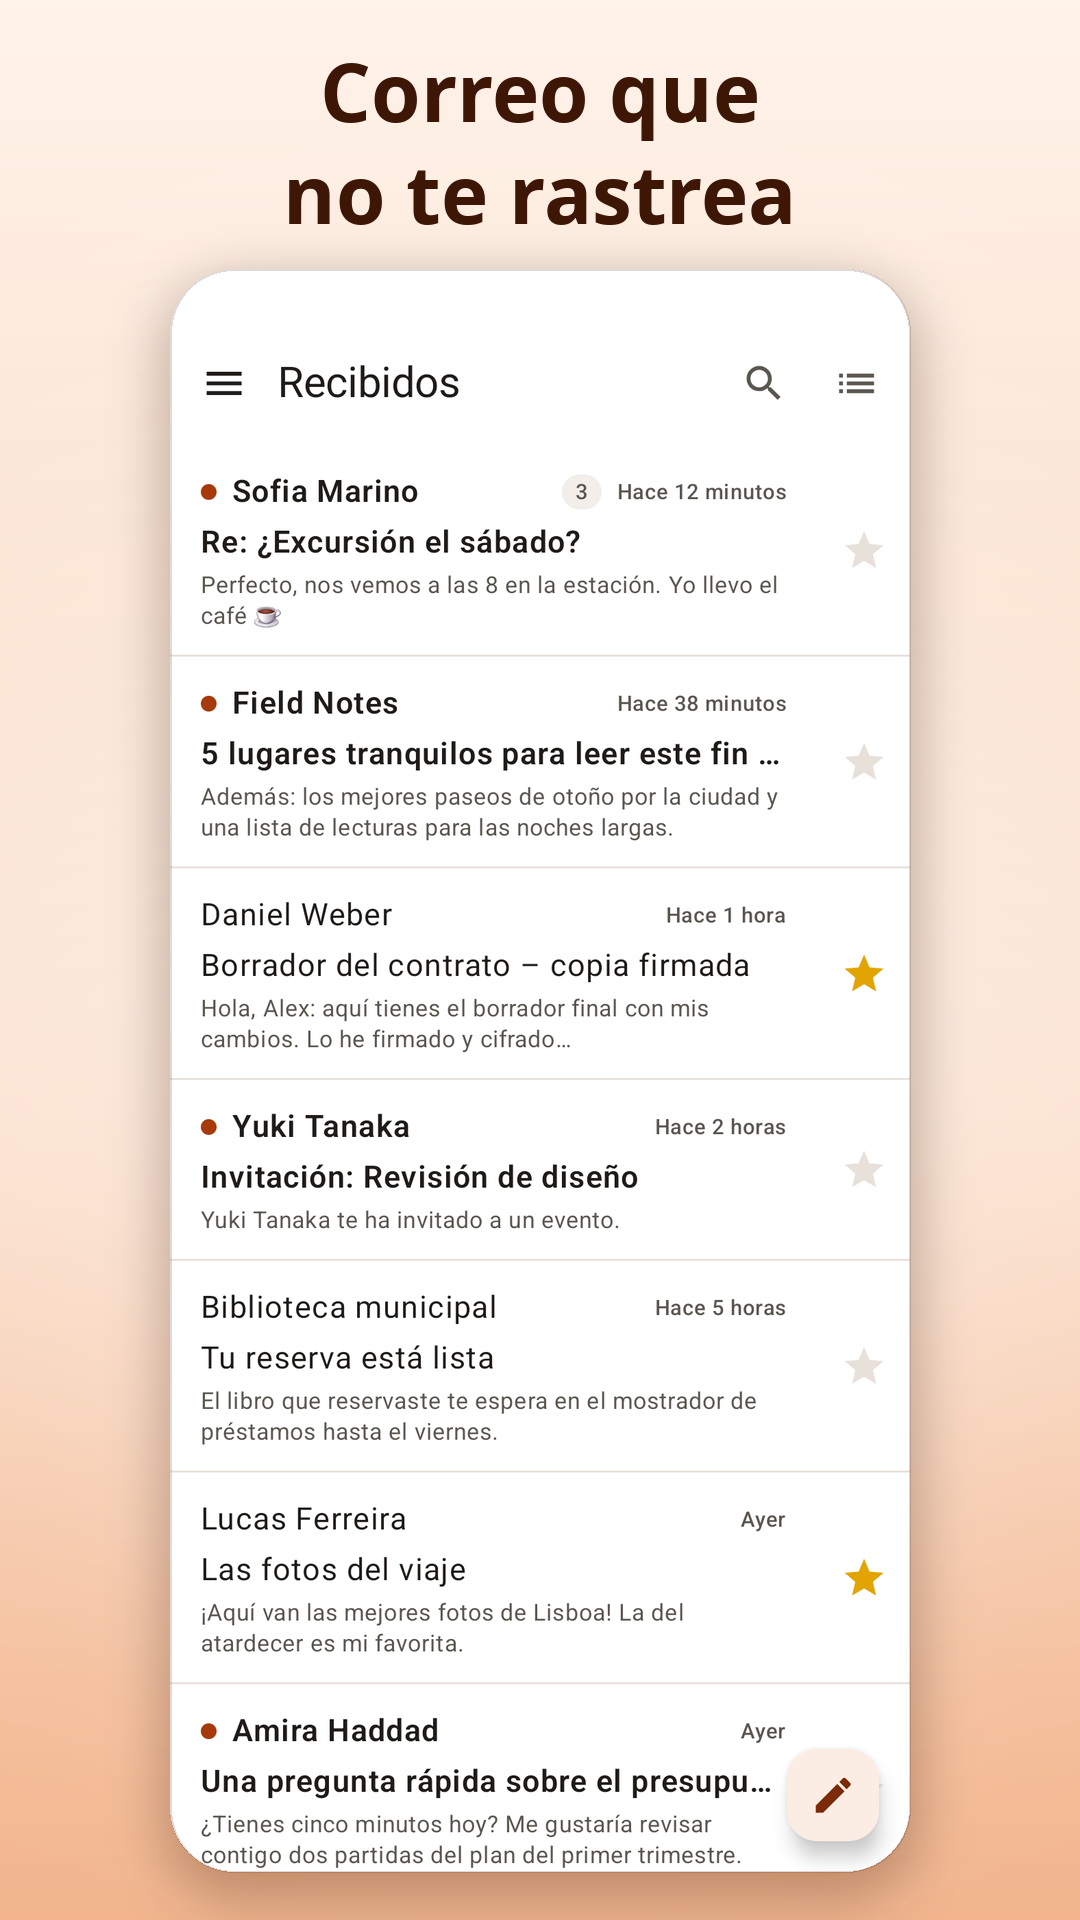 Correo que
no te rastrea
Recibidos
Sofia Marino 3 Hace 12 minutos
Re: ¿Excursión el sábado?
Perfecto, nos vemos a las 8 en la estación. Yo llevo el
café ☕
Field Notes Hace 38 minutos
5 lugares tranquilos para leer este fin ...
Además: los mejores paseos de otoño por la ciudad y
una lista de lecturas para las noches largas.
Daniel Weber Hace 1 hora
Borrador del contrato – copia firmada
Hola, Alex: aquí tienes el borrador final con mis
cambios. Lo he firmado y cifrado...
Yuki Tanaka Hace 2 horas
Invitación: Revisión de diseño
Yuki Tanaka te ha invitado a un evento.
Biblioteca municipal Hace 5 horas
Tu reserva está lista
El libro que reservaste te espera en el mostrador de
préstamos hasta el viernes.
Lucas Ferreira Ayer
Las fotos del viaje
¡Aquí van las mejores fotos de Lisboa! La del
atardecer es mi favorita.
Amira Haddad Ayer
Una pregunta rápida sobre el presupu...
¿Tienes cinco minutos hoy? Me gustaría revisar
contigo dos partidas del plan del primer trimestre.